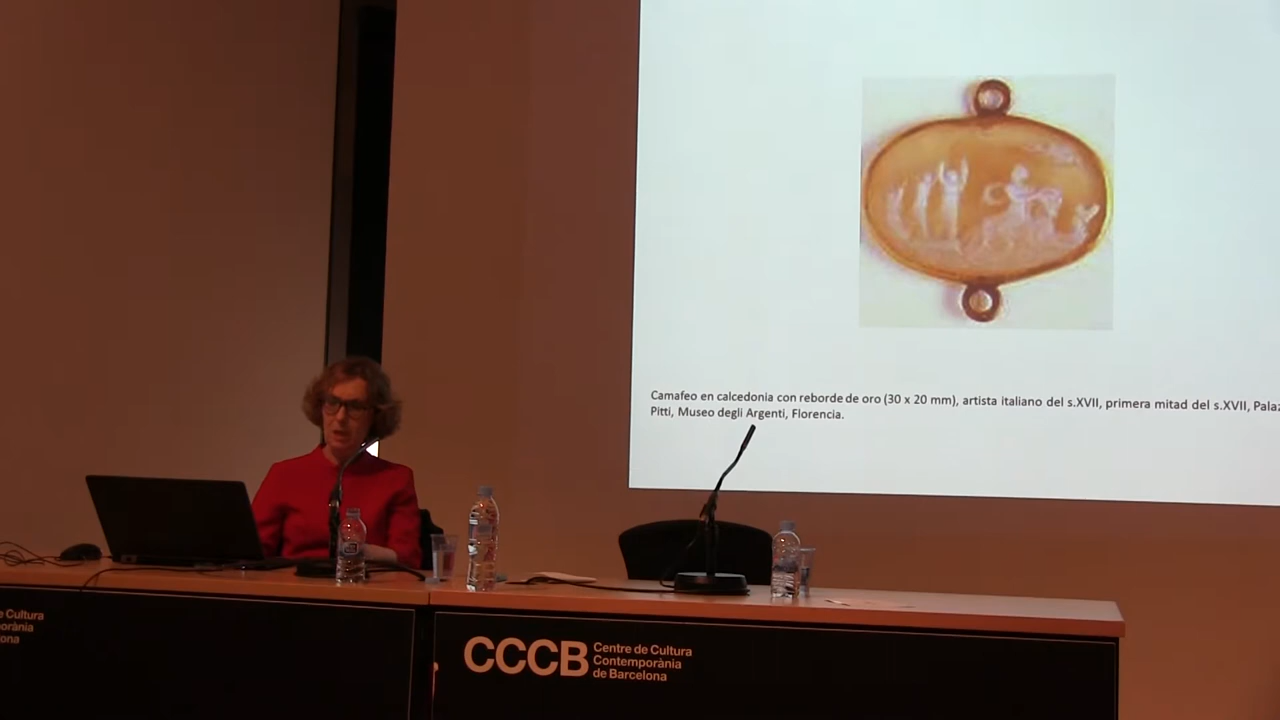 Camafeo en calcedonia con reborde de oro (30 x 20 mm), artista italiano del s.XVII, primera mitad del s.XVII,
Pitti, Museo degli Argenti, Florencia.
Cultura
CCCB
Centre de Cultura
Contemporània
de Barcelona